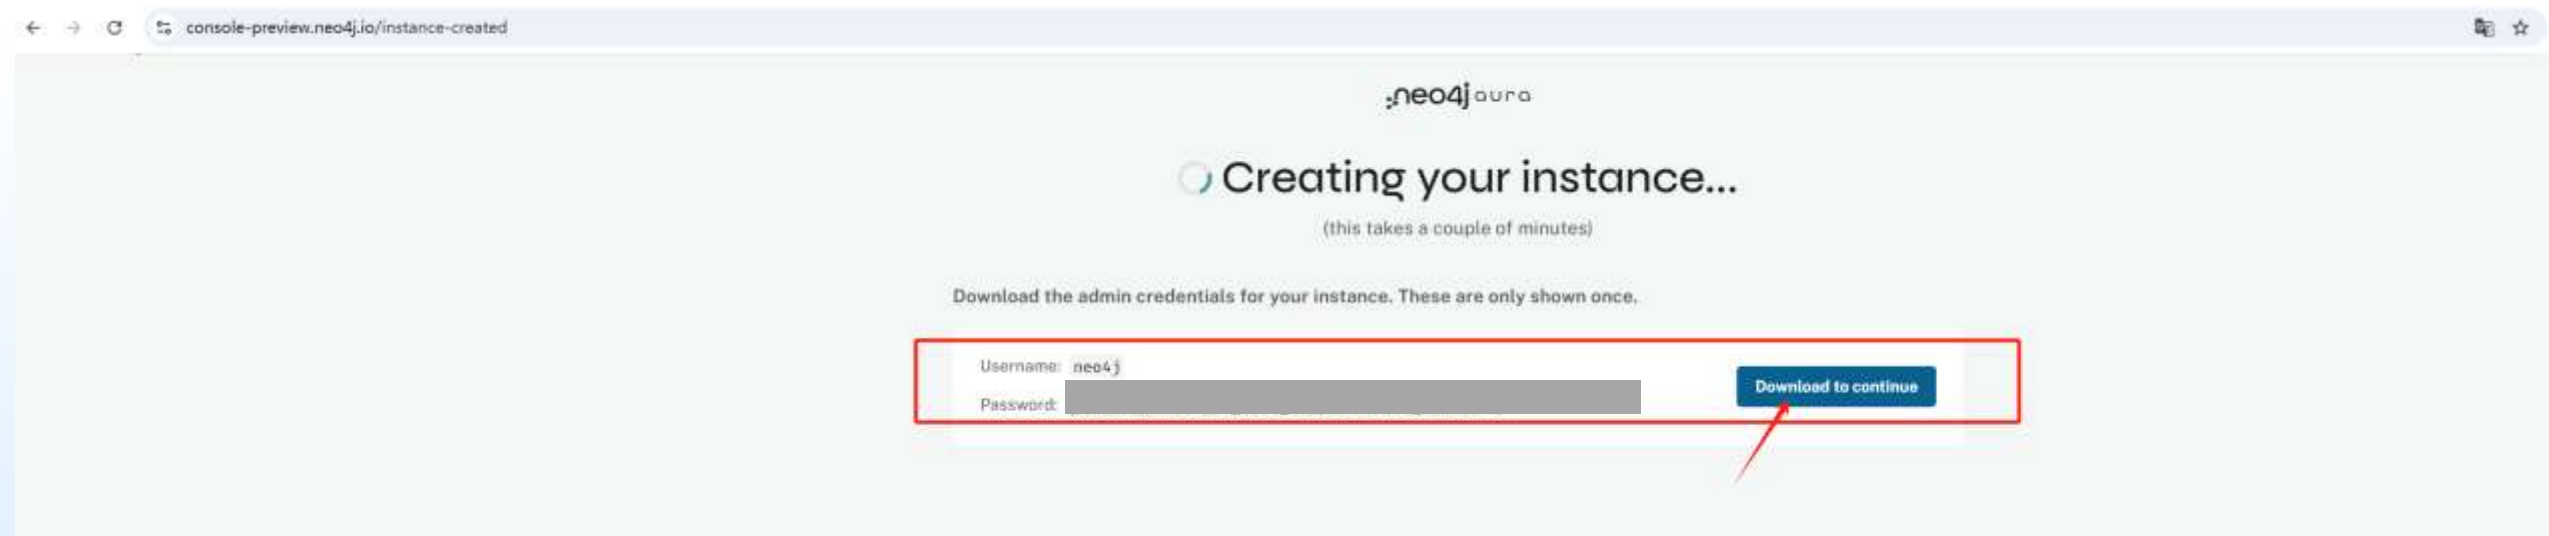 console-preview.neo4j.io/instance-created
neo4j aura
Creating your instance...
(this takes a couple of minutes)
Download the admin credentials for your instance. These are only shown once.
Username: neo4j
Password:
Download to continue